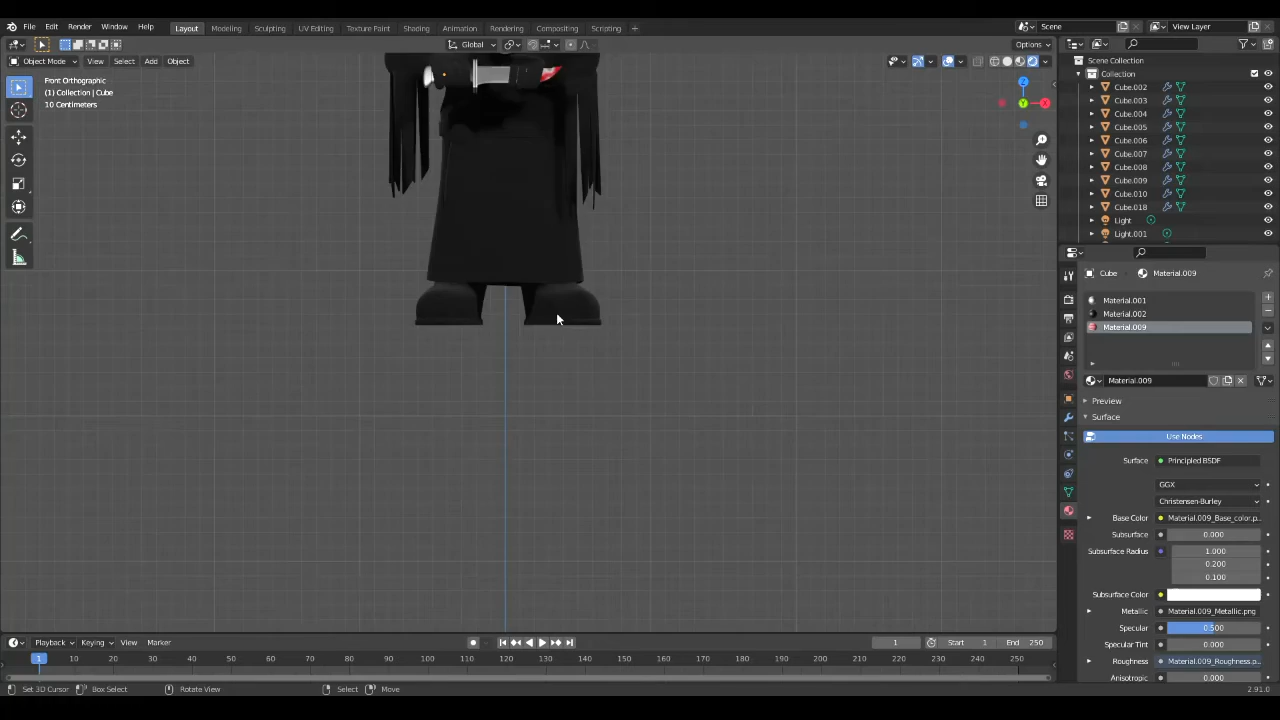 File Edit Render Window Help Layout Modeling Sculpting UV Editing Texture Paint Shading Animation Rendering Compositing Scripting + Scene View Layer
Global Options
Object Mode View Select Add Object
Front Orthographic
(1) Collection | Cube
10 Centimeters
Z
Y
X
Scene Collection
Collection
Cube.002
Cube.003
Cube.004
Cube.005
Cube.006
Cube.007
Cube.008
Cube.009
Cube.010
Cube.018
Light
Light.001
Cube Material.009
Material.001
Material.002
Material.009
Material.009
Preview
Surface
Use Nodes
Surface Principled BSDF
GGX
Christensen-Burley
Base Color Material.009_Base_color.p...
Subsurface 0.000
Subsurface Radius 1.000
0.200
0.100
Subsurface Color
Metallic Material.009_Metallic.png
Specular 0.500
Specular Tint 0.000
Roughness Material.009_Roughness.p...
Anisotropic 0.000
Playback Keying View Marker 1 Start 1 End 250
1 10 20 30 40 50 60 70 80 90 100 110 120 130 140 150 160 170 180 190 200 210 220 230 240 250
Set 3D Cursor Box Select Rotate View Select Move 2.91.0